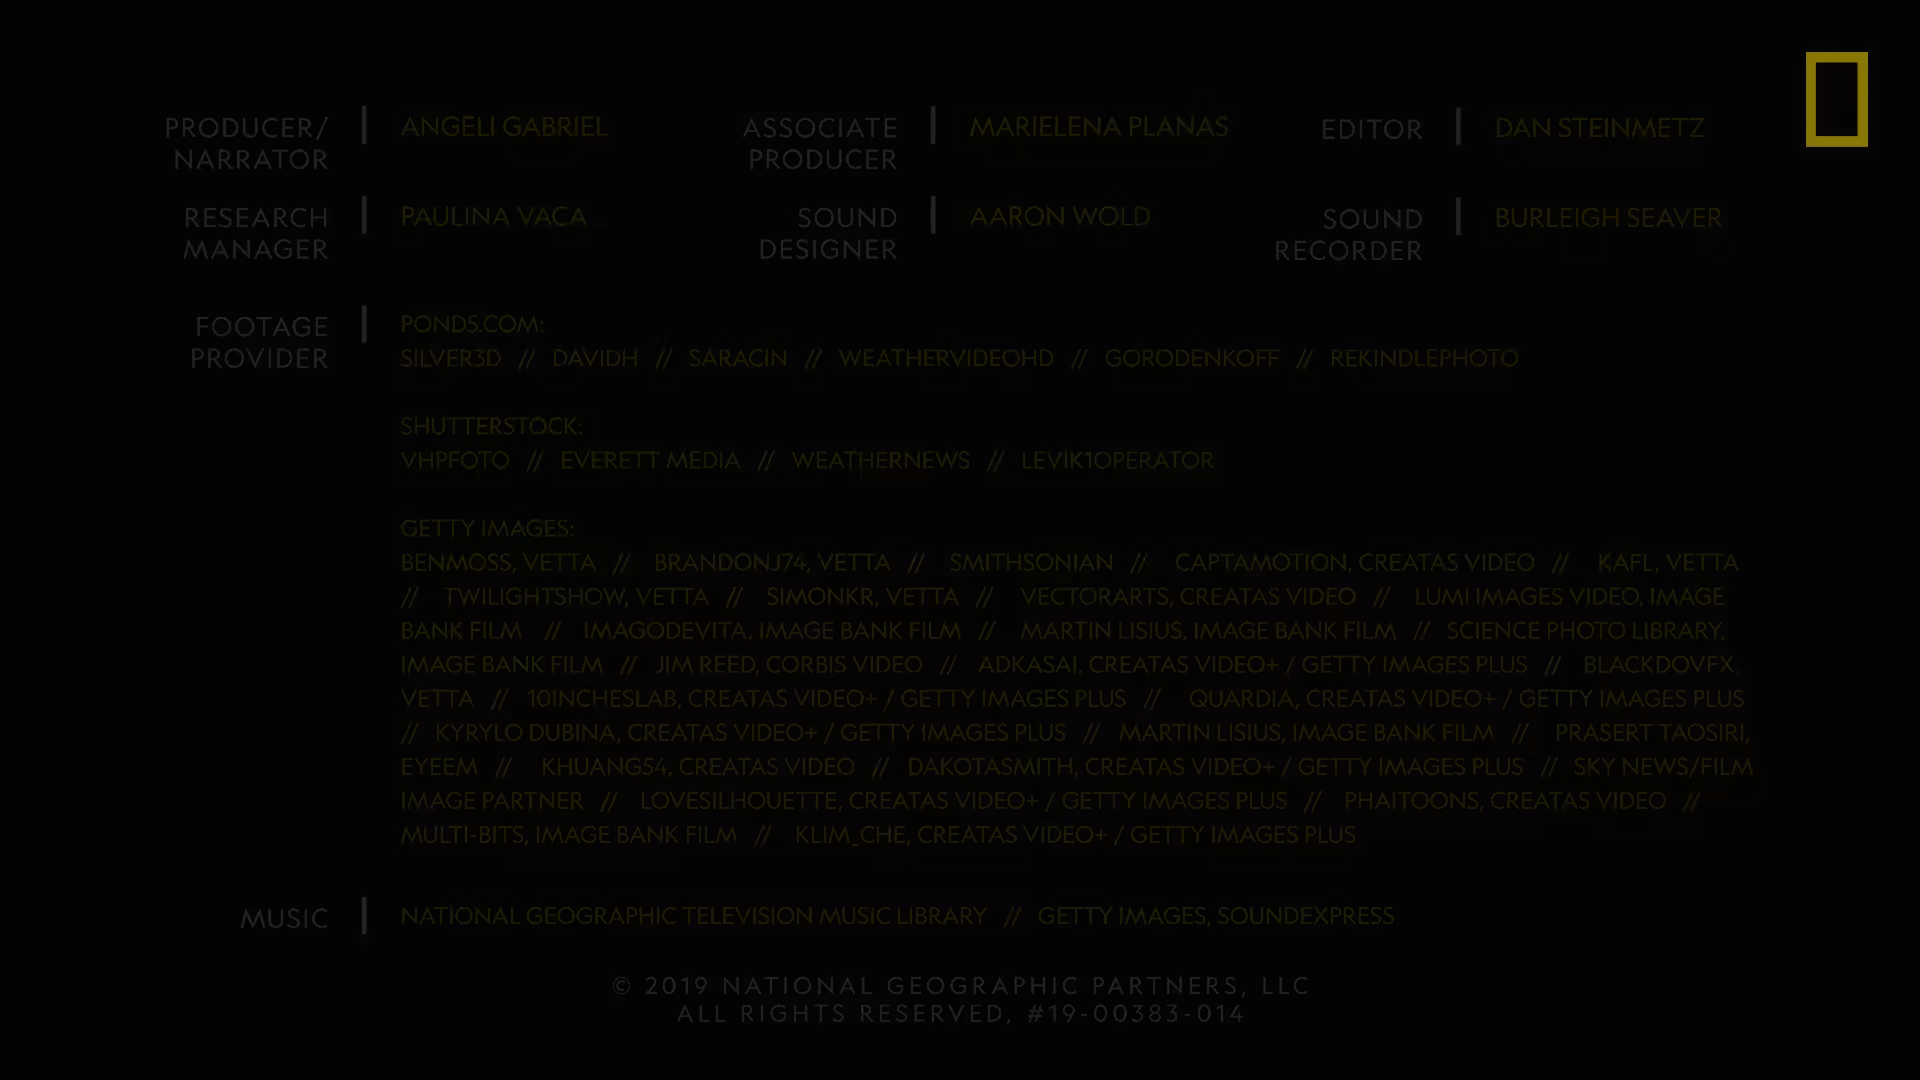 PRODUCER/ NARRATOR | ANGELI GABRIEL
ASSOCIATE PRODUCER | MARIELENA PLANAS
EDITOR | DAN STEINMETZ
RESEARCH MANAGER | PAULINA VACA
SOUND DESIGNER | AARON WOLD
SOUND RECORDER | BURLEIGH SEAVER
FOOTAGE PROVIDER | POND5.COM:
SILVER3D // DAVIDH // SARACIN // WEATHERVIDEOHD // GORODENKOFF // REKINDLEPHOTO
SHUTTERSTOCK:
VHPFOTO // EVERETT MEDIA // WEATHERNEWS // LEVIK1OPERATOR
GETTY IMAGES:
BENMOSS, VETTA // BRANDONJ74, VETTA // SMITHSONIAN // CAPTAMOTION, CREATAS VIDEO // KAFL, VETTA
// TWILIGHTSHOW, VETTA // SIMONKR, VETTA // VECTORARTS, CREATAS VIDEO // LUMI IMAGES VIDEO, IMAGE
BANK FILM // IMAGODEVITA, IMAGE BANK FILM // MARTIN LISIUS, IMAGE BANK FILM // SCIENCE PHOTO LIBRARY,
IMAGE BANK FILM // JIM REED, CORBIS VIDEO // ADKASAI, CREATAS VIDEO+ / GETTY IMAGES PLUS // BLACKDOVFX,
VETTA // 10INCHESLAB, CREATAS VIDEO+ / GETTY IMAGES PLUS // QUARDIA, CREATAS VIDEO+ / GETTY IMAGES PLUS
// KYRYLO DUBINA, CREATAS VIDEO+ / GETTY IMAGES PLUS // MARTIN LISIUS, IMAGE BANK FILM // PRASERT TAOSIRI,
EYEEM // KHUANG54, CREATAS VIDEO // DAKOTASMITH, CREATAS VIDEO+ / GETTY IMAGES PLUS // SKY NEWS/FILM
IMAGE PARTNER // LOVESILHOUETTE, CREATAS VIDEO+ / GETTY IMAGES PLUS // PHAITOONS, CREATAS VIDEO //
MULTI-BITS, IMAGE BANK FILM // KLIM_CHE, CREATAS VIDEO+ / GETTY IMAGES PLUS
MUSIC | NATIONAL GEOGRAPHIC TELEVISION MUSIC LIBRARY // GETTY IMAGES, SOUNDEXPRESS
© 2019 NATIONAL GEOGRAPHIC PARTNERS, LLC
ALL RIGHTS RESERVED, #19-00383-014